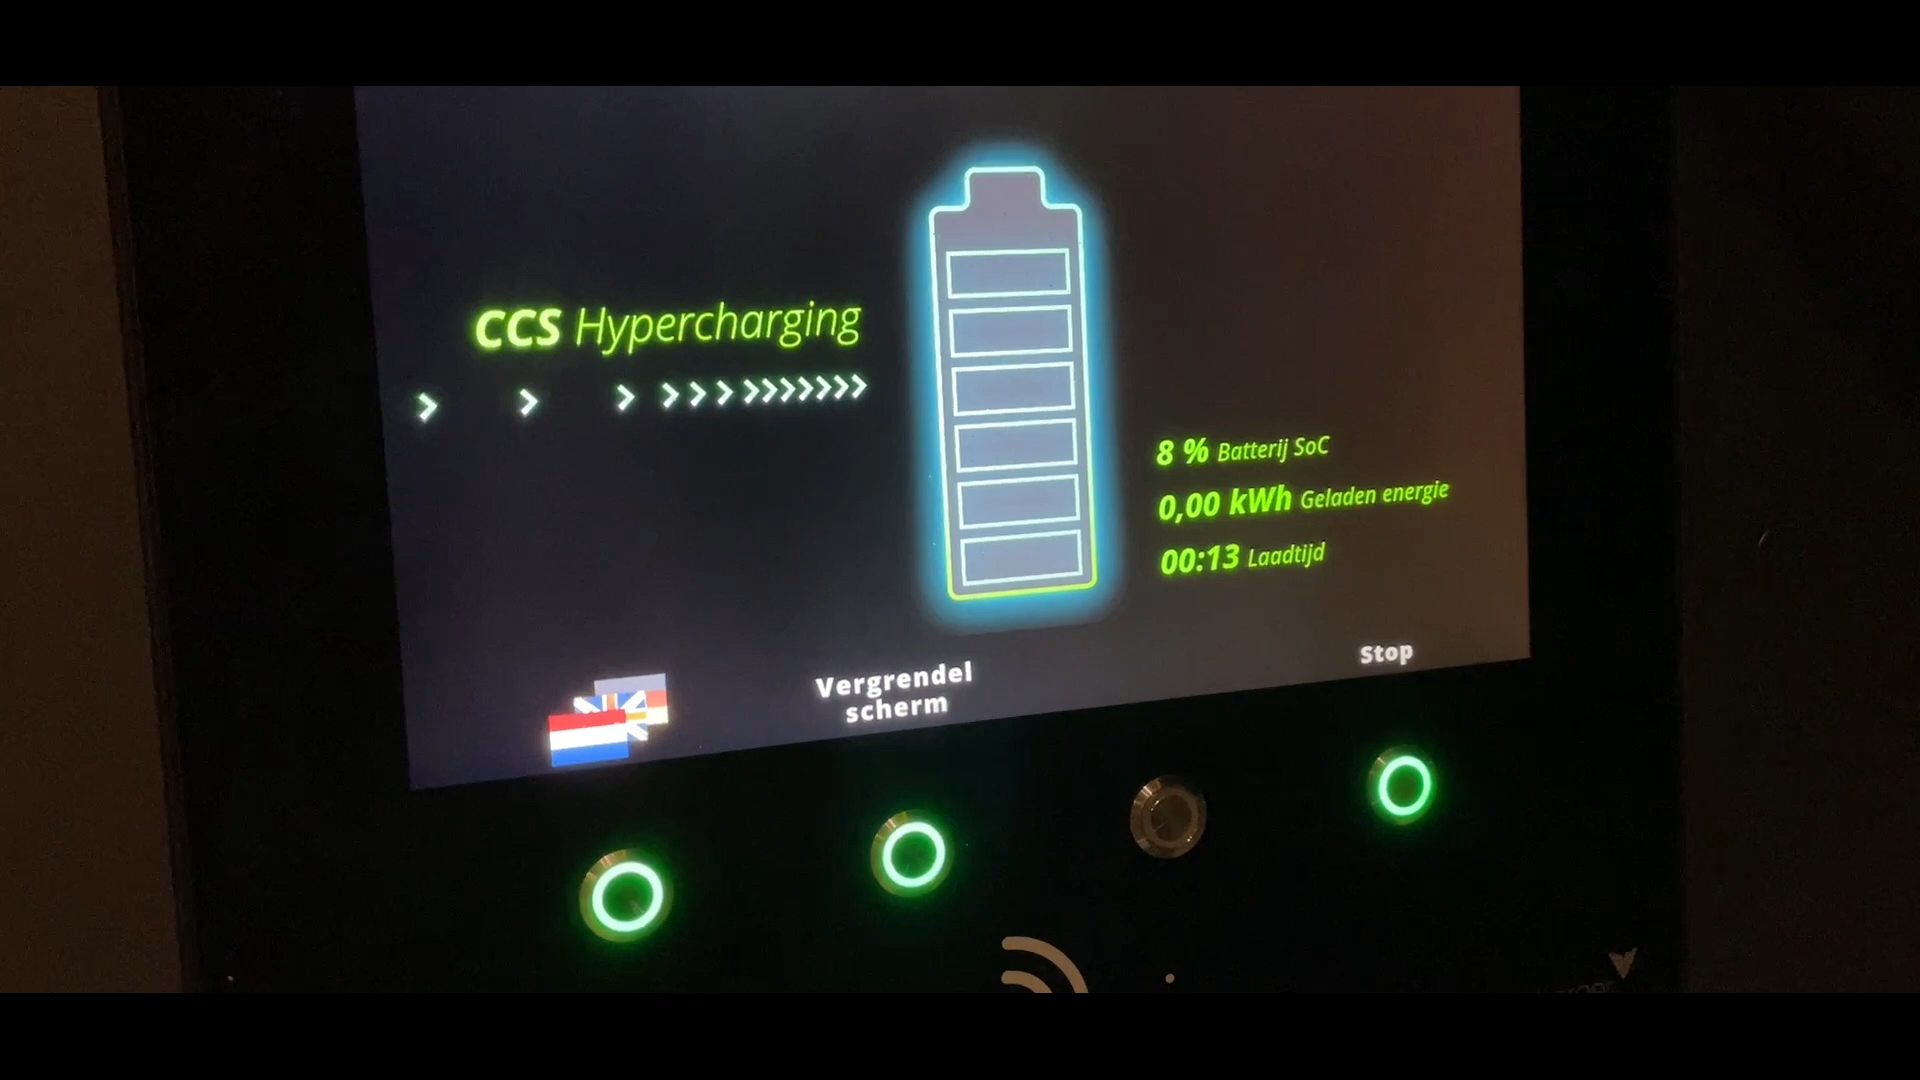 CCS Hypercharging
8 % Batterij SoC
0,00 kWh Geladen energie
00:13 Laadtijd
Vergrendel
scherm
Stop